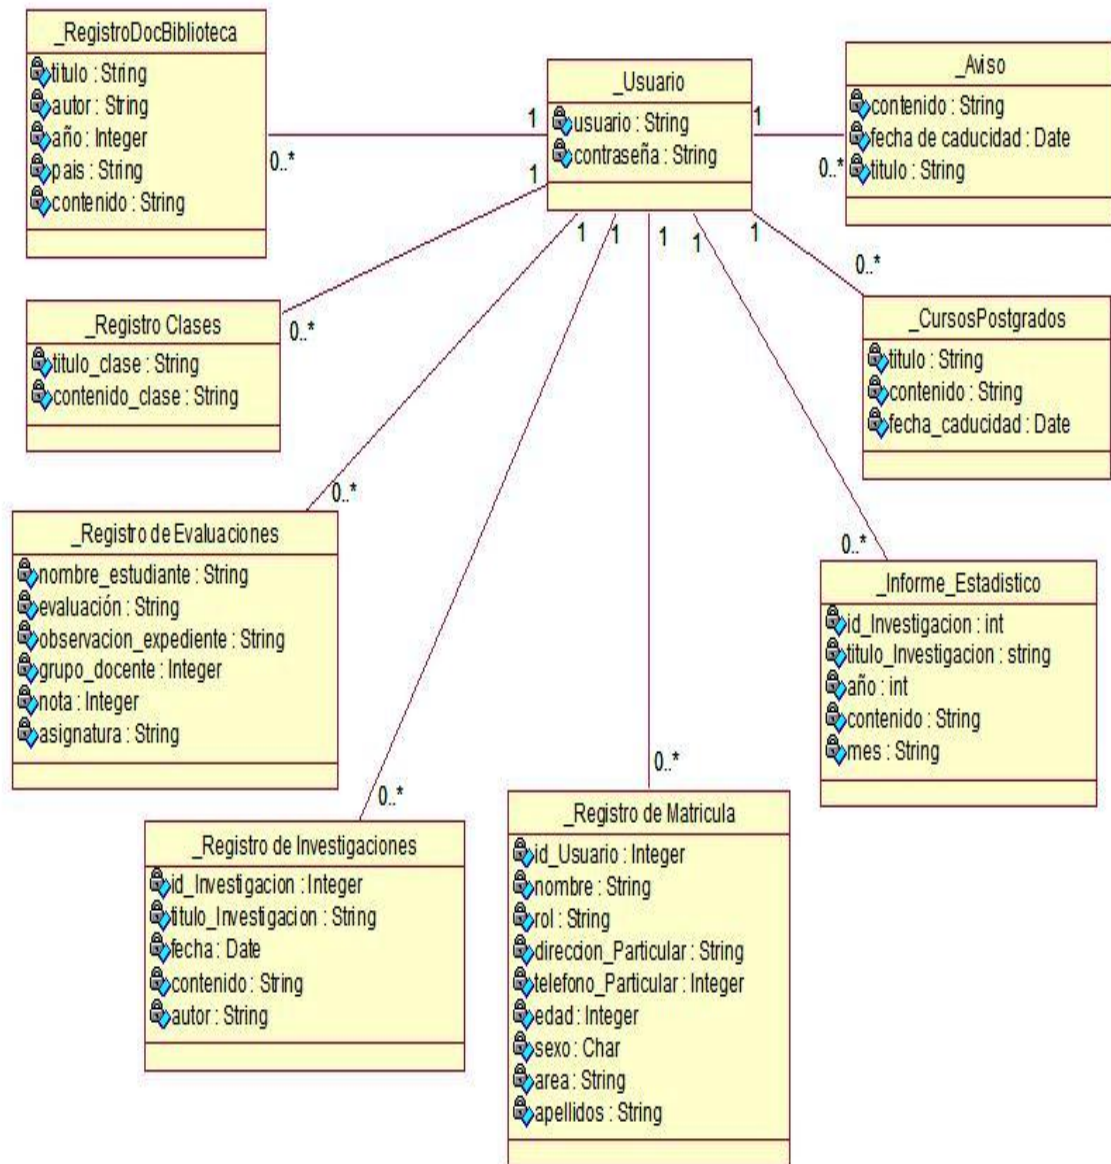 _RegistroDocBiblioteca
titulo : String
autor : String
año : Integer
pais : String
contenido : String
1
0..*
_Usuario
usuario : String
contraseña : String
1
0..*
_Aviso
contenido : String
fecha de caducidad : Date
titulo : String
1
0..*
_Registro Clases
titulo_clase : String
contenido_clase : String
1
0..*
_CursosPostgrados
titulo : String
contenido : String
fecha_caducidad : Date
1
1
1
1
1
0..*
_Registro de Evaluaciones
nombre_estudiante : String
evaluación : String
observacion_expediente : String
grupo_docente : Integer
nota : Integer
asignatura : String
0..*
_Informe_Estadistico
id_Investigacion : int
titulo_Investigacion : string
año : int
contenido : String
mes : String
0..*
_Registro de Investigaciones
id_Investigacion : Integer
titulo_Investigacion : String
fecha : Date
contenido : String
autor : String
0..*
_Registro de Matricula
id_Usuario : Integer
nombre : String
rol : String
direccion_Particular : String
telefono_Particular : Integer
edad : Integer
sexo : Char
area : String
apellidos : String
0..*